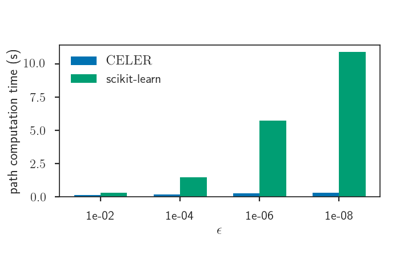 path computation time (s)
10.0
7.5
5.0
2.5
0.0
CELER
scikit-learn
1e-02 1e-04 1e-06 1e-08
ϵ